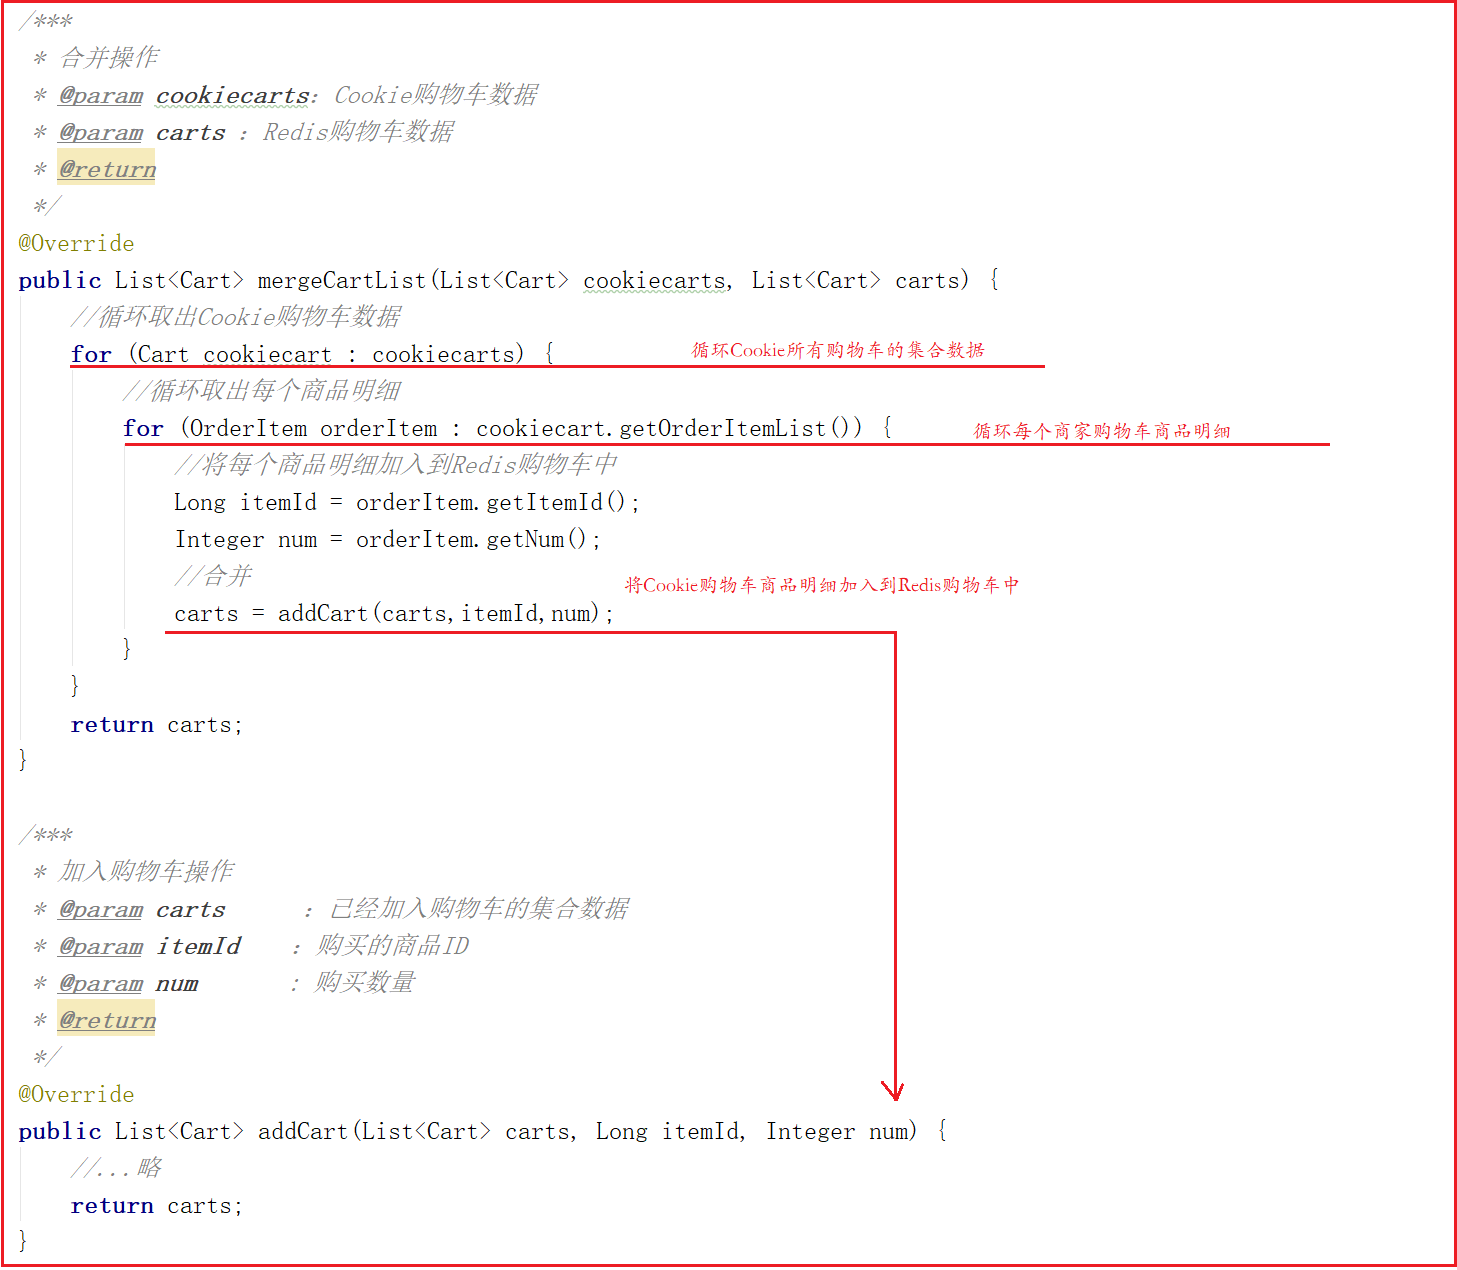 /***
 * 合并操作
 * @param cookiecarts: Cookie购物车数据
 * @param carts : Redis购物车数据
 * @return
 */
@Override
public List<Cart> mergeCartList(List<Cart> cookiecarts, List<Cart> carts) {
//循环取出Cookie购物车数据
for (Cart cookiecart : cookiecarts) { 循环Cookie所有购物车的集合数据
//循环取出每个商品明细
for (OrderItem orderItem : cookiecart.getOrderItemList()) { 循环每个商家购物车商品明细
//将每个商品明细加入到Redis购物车中
Long itemId = orderItem.getItemId();
Integer num = orderItem.getNum();
//合并
将Cookie购物车商品明细加入到Redis购物车中
carts = addCart(carts,itemId,num);
}
}
return carts;
}
/***
 * 加入购物车操作
 * @param carts : 已经加入购物车的集合数据
 * @param itemId : 购买的商品ID
 * @param num : 购买数量
 * @return
 */
@Override
public List<Cart> addCart(List<Cart> carts, Long itemId, Integer num) {
//...略
return carts;
}